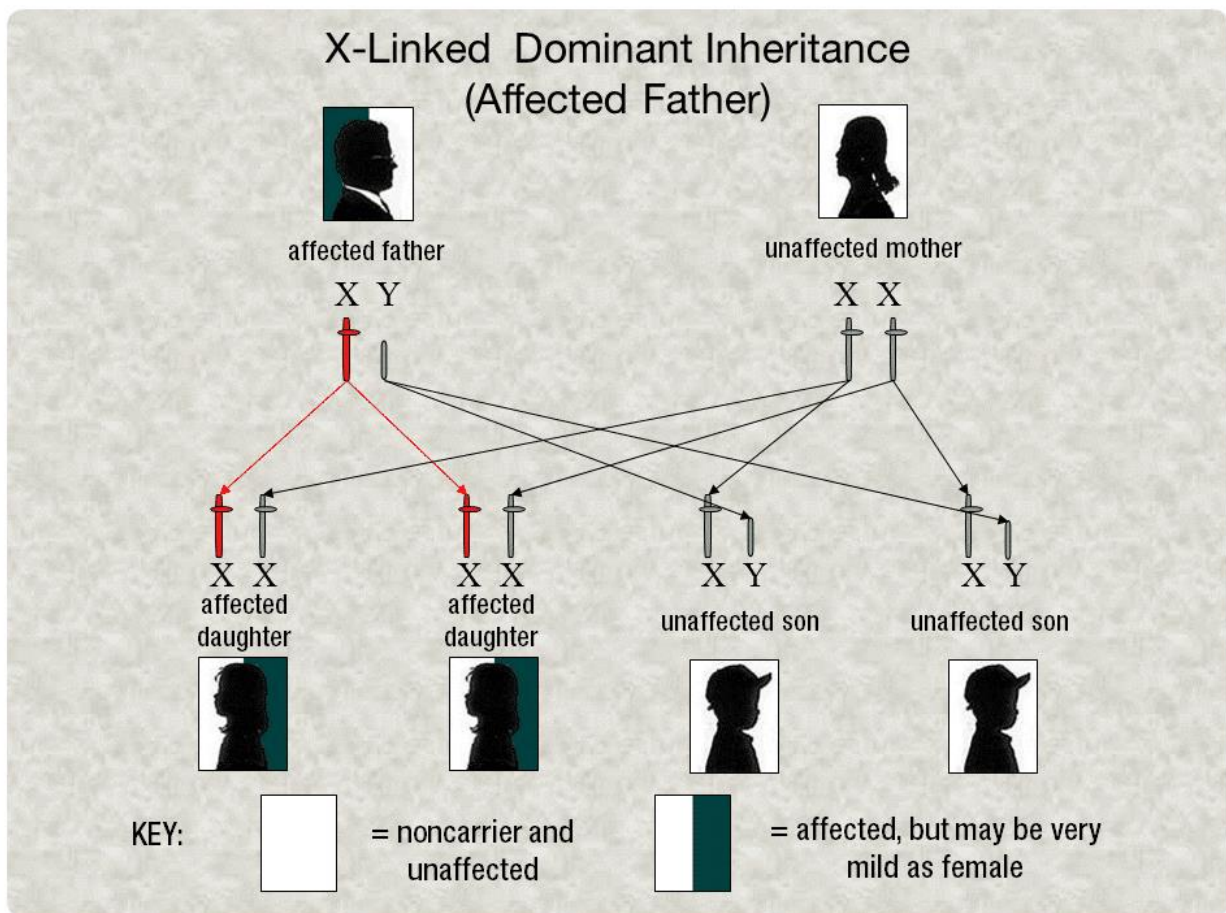 X-Linked Dominant Inheritance
(Affected Father)
affected father
unaffected mother
X Y
X X
X X
X X
X Y
X Y
affected
daughter
affected
daughter
unaffected son
unaffected son
KEY:
= noncarrier and
unaffected
= affected, but may be very
mild as female